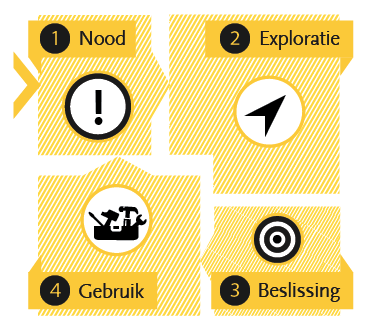 1 Nood
2 Exploratie
!
4 Gebruik
3 Beslissing